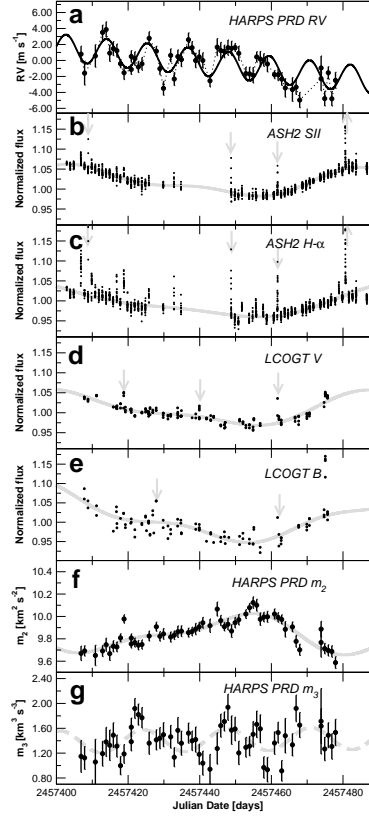 a
HARPS PRD RV
RV [m s-1]
4.00
2.00
0.00
-2.00
-4.00
-6.00
b
ASH2 SII
Normalized flux
1.15
1.10
1.05
1.00
0.95
c
ASH2 H-α
Normalized flux
1.15
1.10
1.05
1.00
0.95
d
LCOGT V
Normalized flux
1.15
1.10
1.05
1.00
0.95
e
LCOGT B
Normalized flux
1.15
1.10
1.05
1.00
0.95
f
HARPS PRD m2
m2 [km2 s-2]
10.4
10.2
10.0
9.8
9.6
g
HARPS PRD m3
m3 [km3 s-3]
2.00
1.60
1.20
0.80
2457400 2457420 2457440 2457460 2457480
Julian Date [days]